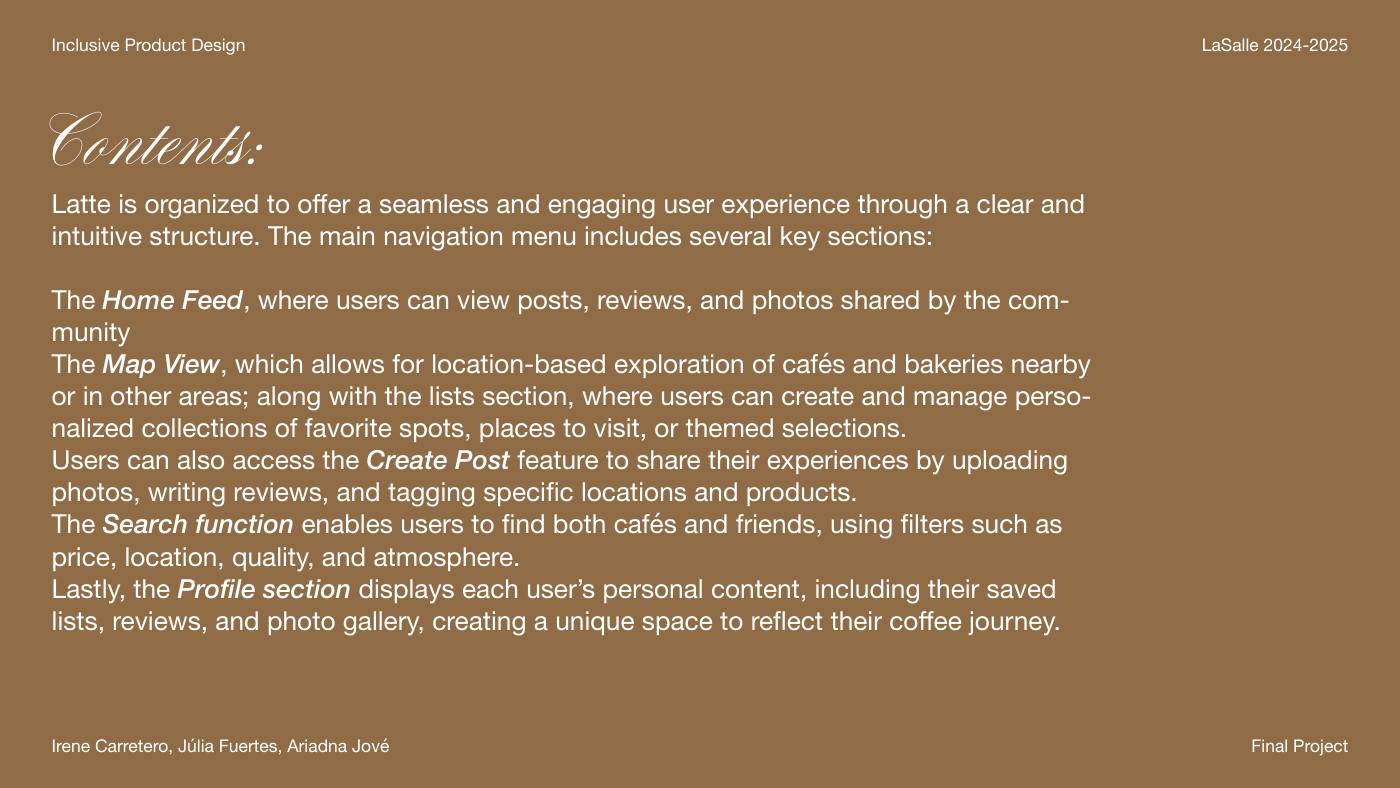 Inclusive Product Design
LaSalle 2024-2025
Contents:
Latte is organized to offer a seamless and engaging user experience through a clear and
intuitive structure. The main navigation menu includes several key sections:
The Home Feed, where users can view posts, reviews, and photos shared by the com-
munity
The Map View, which allows for location-based exploration of cafés and bakeries nearby
or in other areas; along with the lists section, where users can create and manage perso-
nalized collections of favorite spots, places to visit, or themed selections.
Users can also access the Create Post feature to share their experiences by uploading
photos, writing reviews, and tagging specific locations and products.
The Search function enables users to find both cafés and friends, using filters such as
price, location, quality, and atmosphere.
Lastly, the Profile section displays each user’s personal content, including their saved
lists, reviews, and photo gallery, creating a unique space to reflect their coffee journey.
Irene Carretero, Júlia Fuertes, Ariadna Jové
Final Project